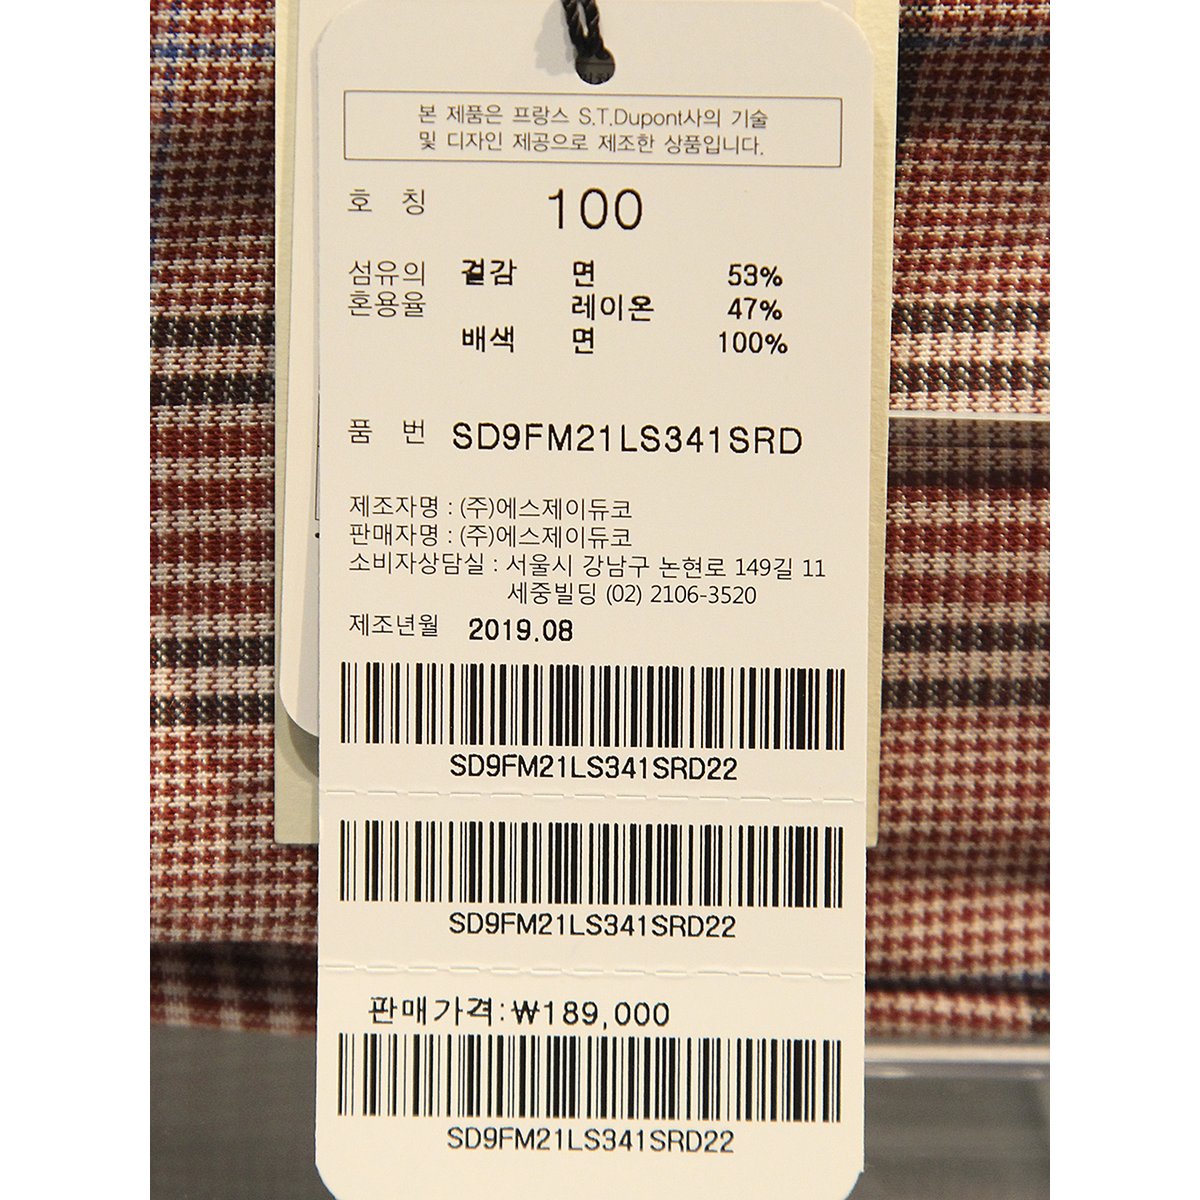 본 제품은 프랑스 S.T.Dupont사의 기술
및 디자인 제공으로 제조한 상품입니다.
호 칭 100
섬유의 겉감 면 53%
혼용율 레이온 47%
배색 면 100%
품 번 SD9FM21LS341SRD
제조자명 : (주)에스제이듀코
판매자명 : (주)에스제이듀코
소비자상담실 : 서울시 강남구 논현로 149길 11
세중빌딩 (02) 2106-3520
제조년월 2019.08
SD9FM21LS341SRD22
SD9FM21LS341SRD22
판매가격:₩189,000
SD9FM21LS341SRD22